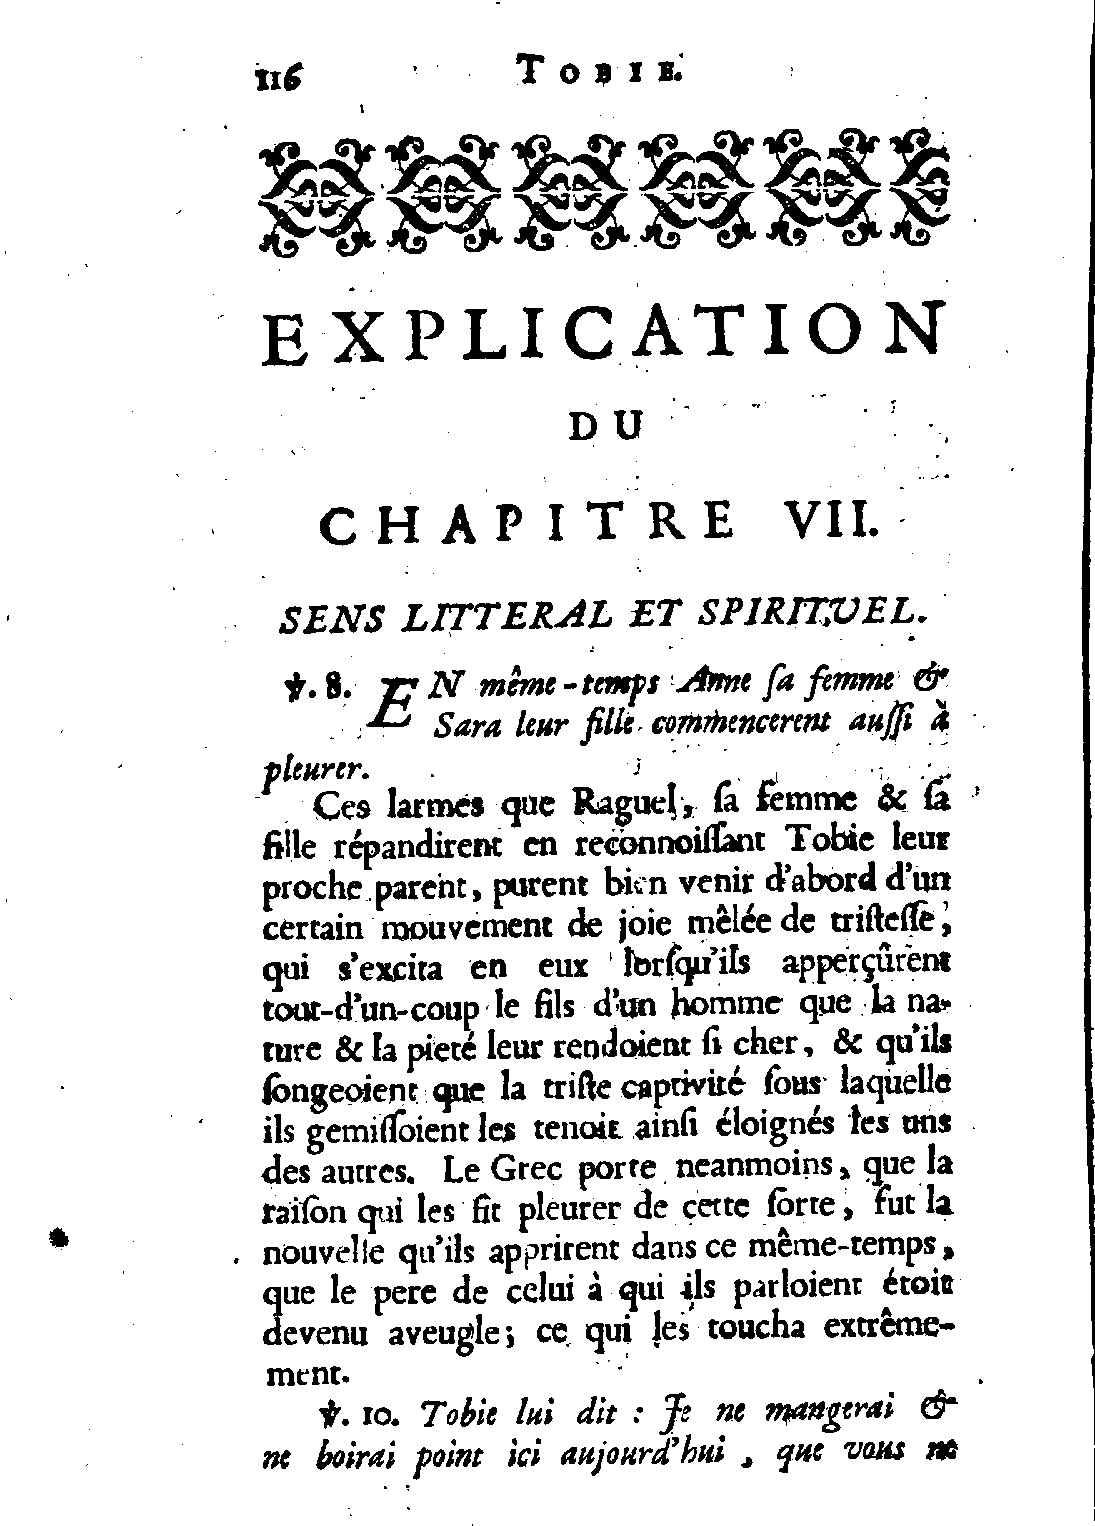 116 TOBIE.
EXPLICATION
DU
CHAPITRE VII.
SENS LITTERAL ET SPIRITUEL.
℣. 8. EN même-temps Anne ſa femme &
Sara leur fille commencerent auſſi à
pleurer.
Ces larmes que Raguel, ſa femme & ſa
fille répandirent en reconnoiſſant Tobie leur
proche parent, purent bien venir d'abord d'un
certain mouvement de joie mêlée de triſteſſe,
qui s'excita en eux lorſqu'ils apperçûrent
tout-d'un-coup le fils d'un homme que la na-
ture & la pieté leur rendoient ſi cher, & qu'ils
ſongeoient que la triſte captivité ſous laquelle
ils gemiſſoient les tenoit ainſi éloignés les uns
des autres. Le Grec porte neanmoins, que la
raiſon qui les fit pleurer de cette ſorte, fut la
nouvelle qu'ils apprirent dans ce même-temps,
que le pere de celui à qui ils parloient étoit
devenu aveugle; ce qui les toucha extrême-
ment.
℣. 10. Tobie lui dit : Je ne mangerai &
ne boirai point ici aujourd'hui, que vous ne